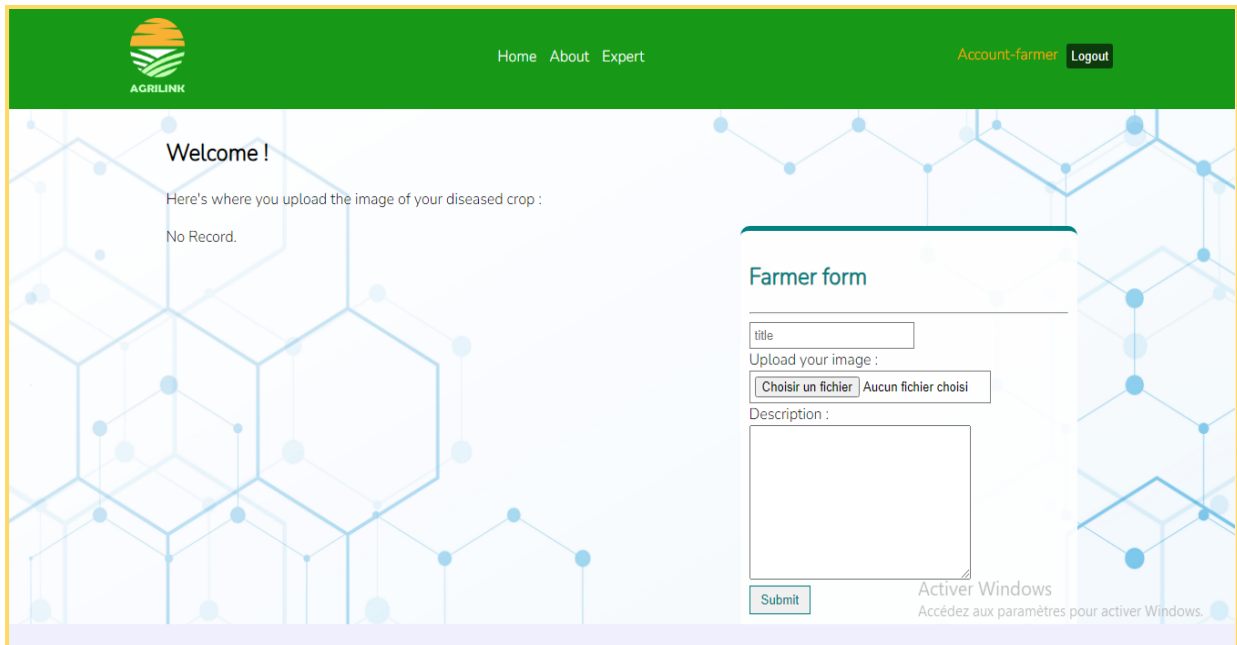 AGRILINK
Home About Expert
Account-farmer Logout
Welcome !
Here's where you upload the image of your diseased crop :
No Record.
Farmer form
title
Upload your image :
Choisir un fichier Aucun fichier choisi
Description :
Submit
Activer Windows
Accédez aux paramètres pour activer Windows.